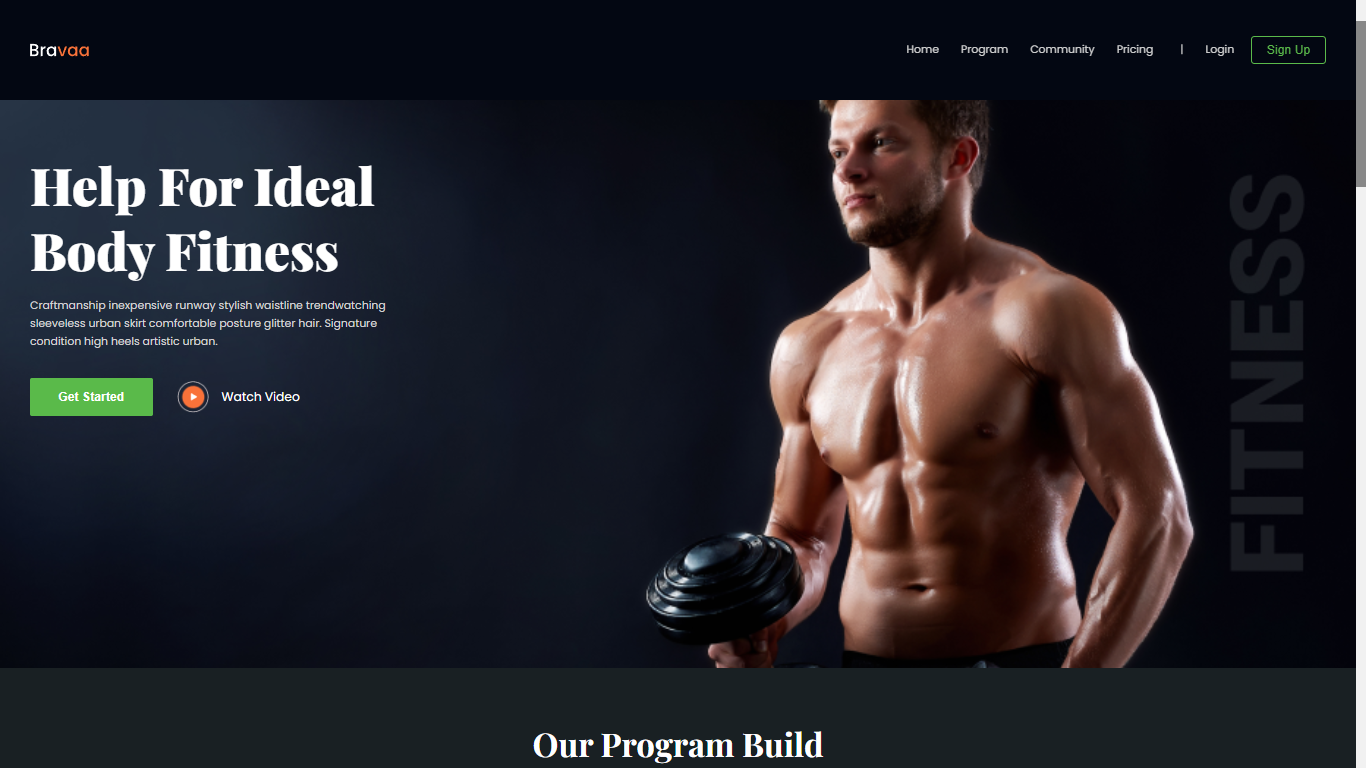 Bravaa
Home Program Community Pricing | Login Sign Up
Help For Ideal
Body Fitness
Craftmanship inexpensive runway stylish waistline trendwatching
sleeveless urban skirt comfortable posture glitter hair. Signature
condition high heels artistic urban.
Get Started Watch Video
FITNESS
Our Program Build